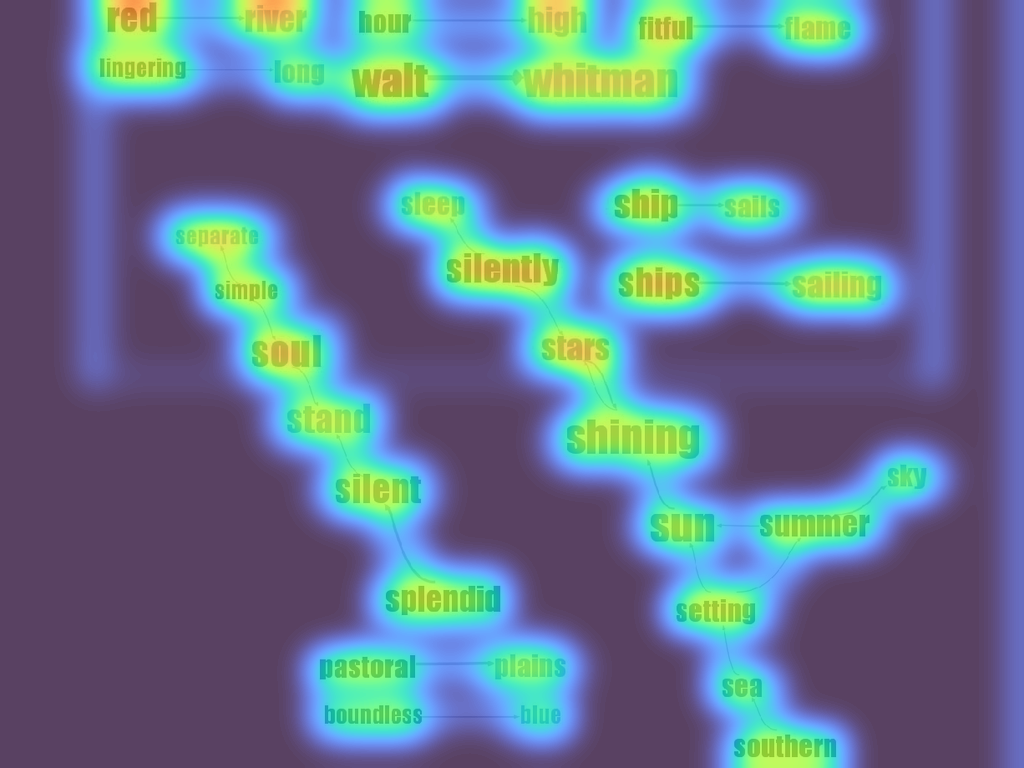 red river hour high fitful flame
lingering long walt whitman
sleep ship sails
separate
silently
simple ships sailing
soul stars
stand shining
silent sky
sun summer
splendid setting
pastoral plains
sea
boundless blue
southern